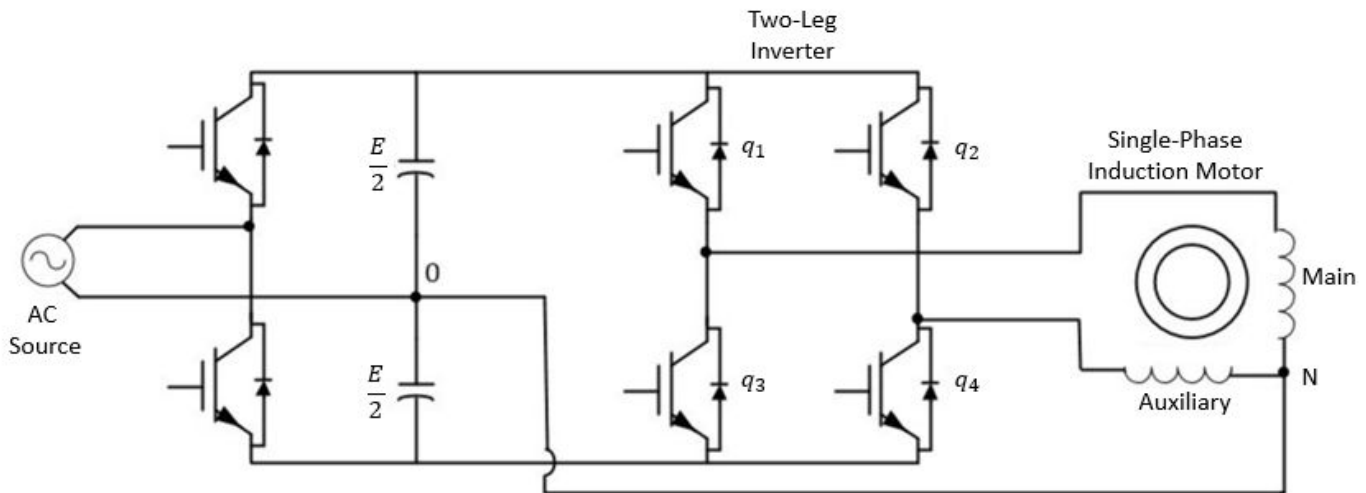 Two-Leg
Inverter
Single-Phase
Induction Motor
E
2
q1
q2
0
Main
AC
Source
E
2
q3
q4
Auxiliary
N